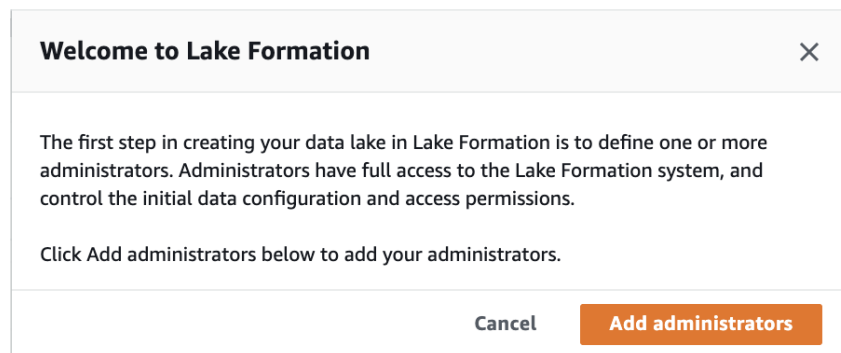 Welcome to Lake Formation
The first step in creating your data lake in Lake Formation is to define one or more
administrators. Administrators have full access to the Lake Formation system, and
control the initial data configuration and access permissions.
Click Add administrators below to add your administrators.
Cancel
Add administrators